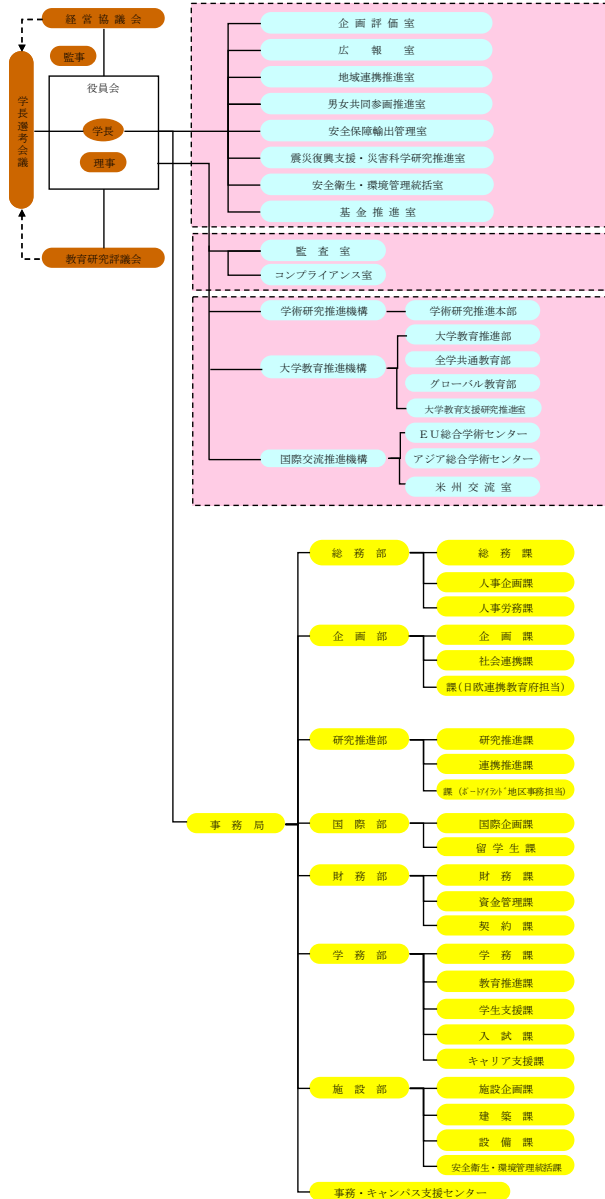 経営協議会
監事
役員会
学長選考会議
学長
理事
教育研究評議会
企画評価室
広報室
地域連携推進室
男女共同参画推進室
安全保障輸出管理室
震災復興支援・災害科学研究推進室
安全衛生・環境管理統括室
基金推進室
監査室
コンプライアンス室
学術研究推進機構
学術研究推進本部
大学教育推進機構
大学教育推進部
全学共通教育部
グローバル教育部
大学教育支援研究推進室
国際交流推進機構
EU総合学術センター
アジア総合学術センター
米州交流室
事務局
総務部
総務課
人事企画課
人事労務課
企画部
企画課
社会連携課
課(日欧連携教育府担当)
研究推進部
研究推進課
連携推進課
課(ポートアイランド地区事務担当)
国際部
国際企画課
留学生課
財務部
財務課
資金管理課
契約課
学務部
学務課
教育推進課
学生支援課
入試課
キャリア支援課
施設部
施設企画課
建築課
設備課
安全衛生・環境管理統括課
事務・キャンパス支援センター